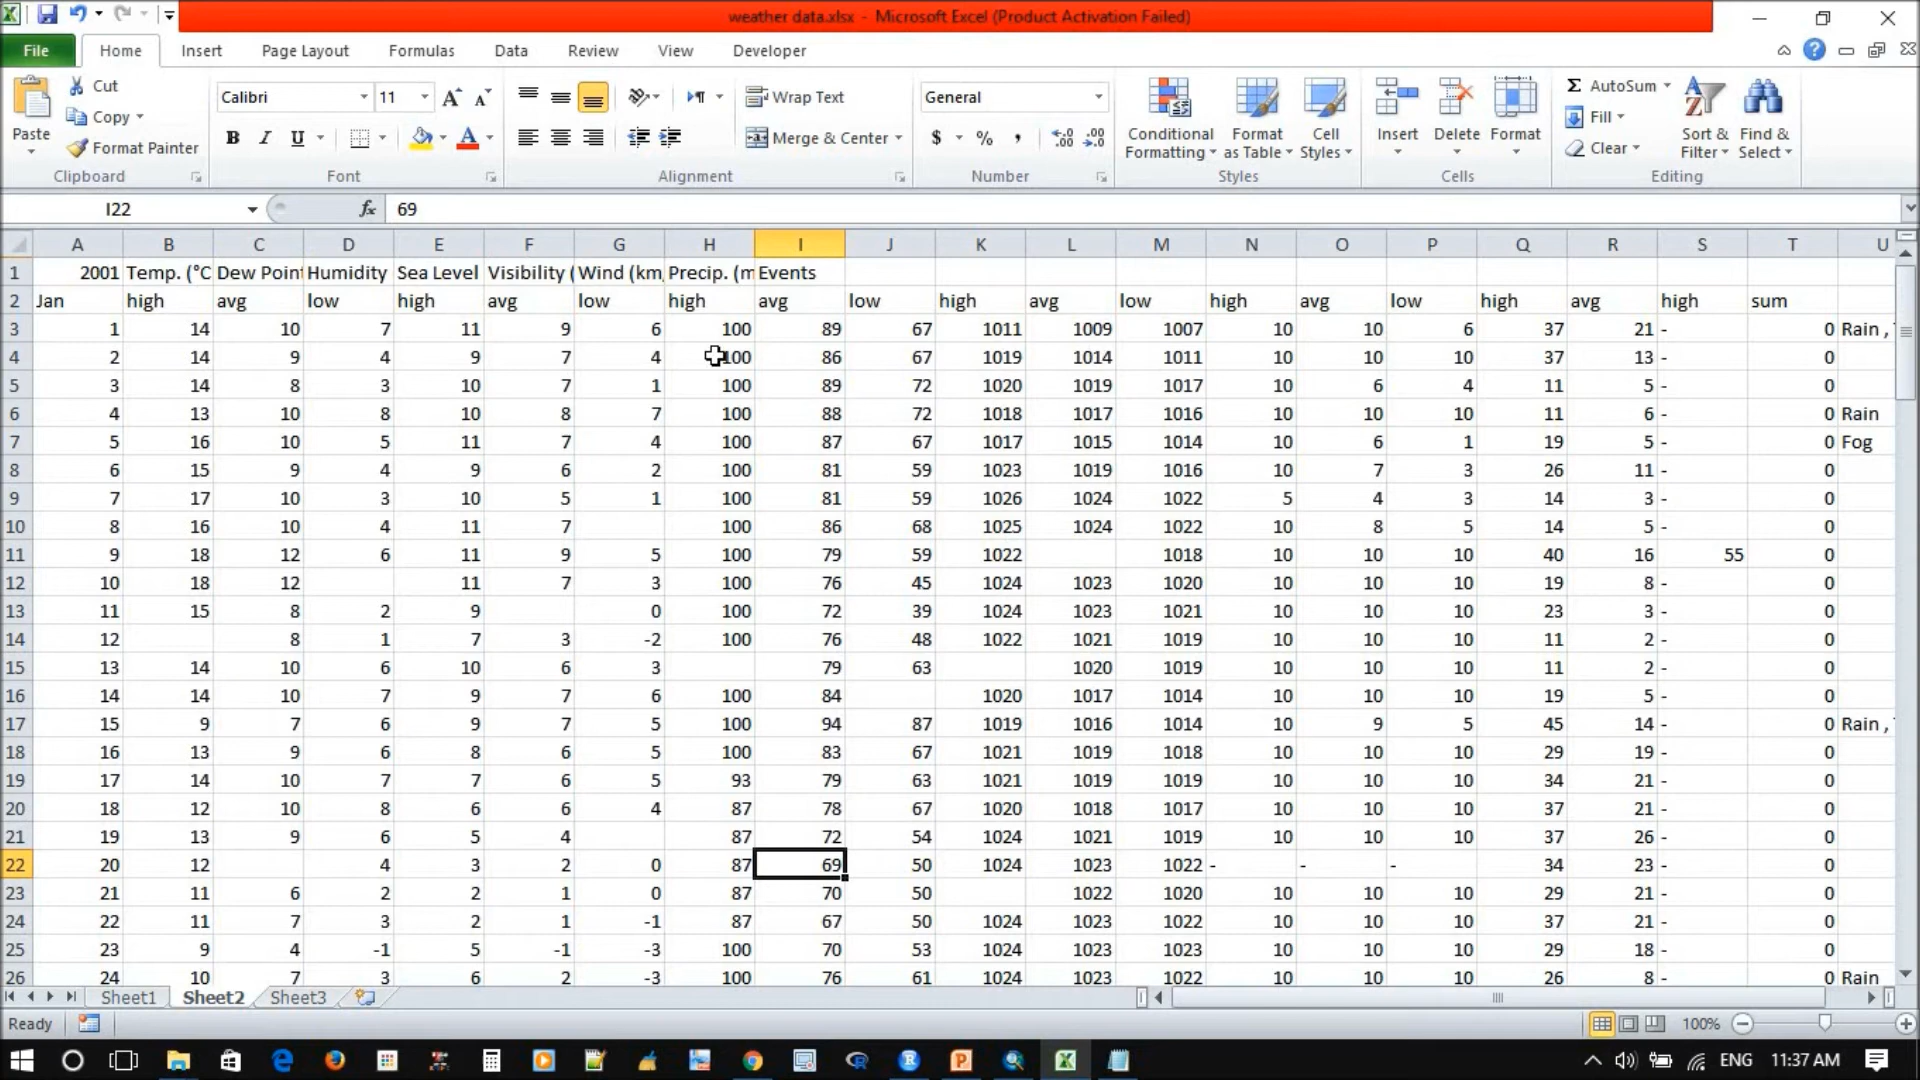 weather data.xlsx - Microsoft Excel (Product Activation Failed)
File Home Insert Page Layout Formulas Data Review View Developer
Paste
Cut
Copy
Format Painter
Clipboard
Calibri 11
B I U
Font
Wrap Text
Merge & Center
Alignment
General
$ % ,
Number
Conditional Formatting
Format as Table
Cell Styles
Styles
Insert
Delete
Format
Cells
AutoSum
Fill
Clear
Sort & Filter
Find & Select
Editing
I22 fx 69
A B C D E F G H I J K L M N O P Q R S T U
1 2001 Temp. (°C Dew Point Humidity Sea Level Visibility ( Wind (km Precip. (m Events
2 Jan high avg low high avg low high avg low high avg low high avg low high avg high sum
3 1 14 10 7 11 9 6 100 89 67 1011 1009 1007 10 10 6 37 21 - 0 Rain ,
4 2 14 9 4 9 7 4 100 86 67 1019 1014 1011 10 10 10 37 13 - 0
5 3 14 8 3 10 7 1 100 89 72 1020 1019 1017 10 6 4 11 5 - 0
6 4 13 10 8 10 8 7 100 88 72 1018 1017 1016 10 10 10 11 6 - 0 Rain
7 5 16 10 5 11 7 4 100 87 67 1017 1015 1014 10 6 1 19 5 - 0 Fog
8 6 15 9 4 9 6 2 100 81 59 1023 1019 1016 10 7 3 26 11 - 0
9 7 17 10 3 10 5 1 100 81 59 1026 1024 1022 5 4 3 14 3 - 0
10 8 16 10 4 11 7 100 86 68 1025 1024 1022 10 8 5 14 5 - 0
11 9 18 12 6 11 9 5 100 79 59 1022 1018 10 10 10 40 16 55 0
12 10 18 12 11 7 3 100 76 45 1024 1023 1020 10 10 10 19 8 - 0
13 11 15 8 2 9 0 100 72 39 1024 1023 1021 10 10 10 23 3 - 0
14 12 8 1 7 3 -2 100 76 48 1022 1021 1019 10 10 10 11 2 - 0
15 13 14 10 6 10 6 3 79 63 1020 1019 10 10 10 11 2 - 0
16 14 14 10 7 9 7 6 100 84 1020 1017 1014 10 10 10 19 5 - 0
17 15 9 7 6 9 7 5 100 94 87 1019 1016 1014 10 9 5 45 14 - 0 Rain ,
18 16 13 9 6 8 6 5 100 83 67 1021 1019 1018 10 10 10 29 19 - 0
19 17 14 10 7 7 6 5 93 79 63 1021 1019 1019 10 10 10 34 21 - 0
20 18 12 10 8 6 6 4 87 78 67 1020 1018 1017 10 10 10 37 21 - 0
21 19 13 9 6 5 4 87 72 54 1024 1021 1019 10 10 10 37 26 - 0
22 20 12 4 3 2 0 87 69 50 1024 1023 1022 - - - 34 23 - 0
23 21 11 6 2 2 1 0 87 70 50 1022 1020 10 10 10 29 21 - 0
24 22 11 7 3 2 1 -1 87 67 50 1024 1023 1022 10 10 10 37 21 - 0
25 23 9 4 -1 5 -1 -3 100 70 53 1024 1023 1023 10 10 10 29 18 - 0
26 24 10 7 3 6 2 -3 100 76 61 1024 1023 1022 10 10 10 26 8 - 0 Rain
Sheet1 Sheet2 Sheet3
Ready 100%
ENG 11:37 AM